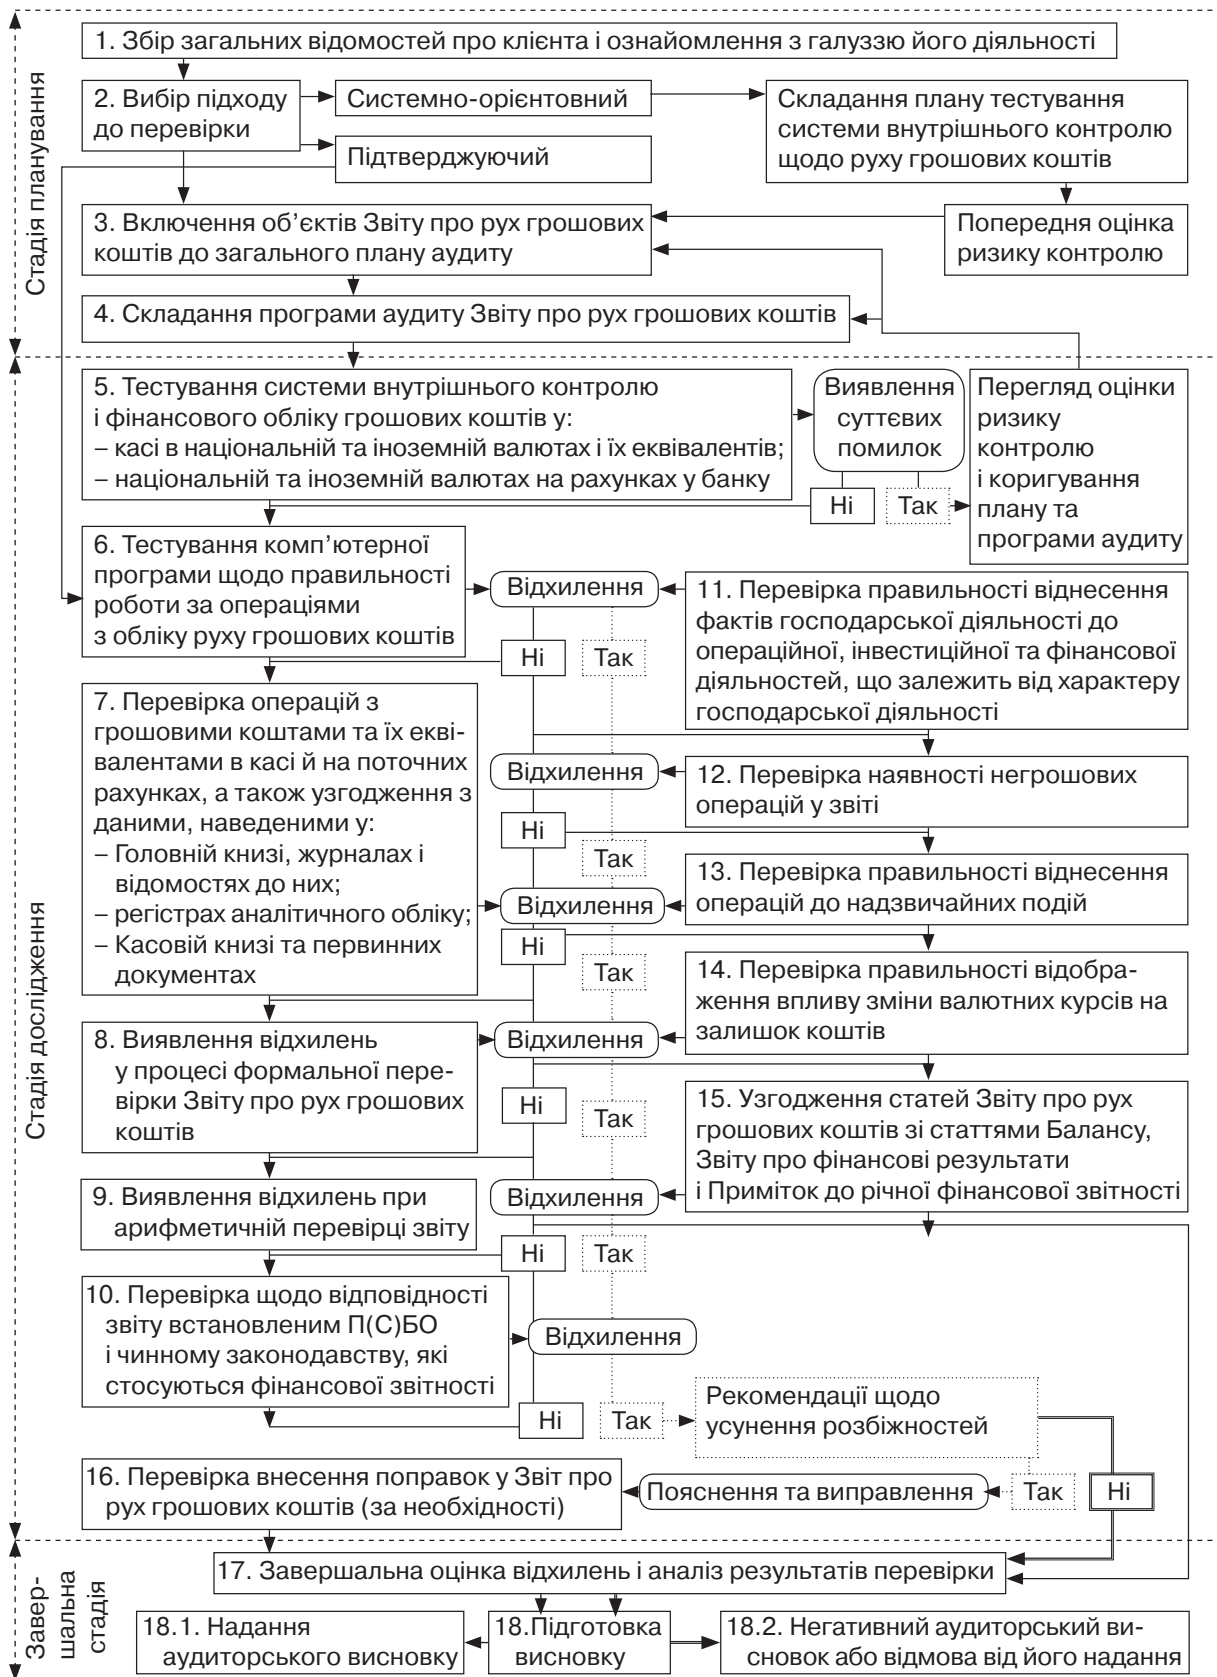 Стадія планування
1. Збір загальних відомостей про клієнта і ознайомлення з галуззю його діяльності
2. Вибір підходу
до перевірки
Системно-орієнтовний
Підтверджуючий
Складання плану тестування
системи внутрішнього контролю
щодо руху грошових коштів
3. Включення об’єктів Звіту про рух грошових
коштів до загального плану аудиту
Попередня оцінка
ризику контролю
4. Складання програми аудиту Звіту про рух грошових коштів
Стадія дослідження
5. Тестування системи внутрішнього контролю
і фінансового обліку грошових коштів у:
– касі в національній та іноземній валютах і їх еквівалентів;
– національній та іноземній валютах на рахунках у банку
Виявлення
суттєвих
помилок
Ні
Так
Перегляд оцінки
ризику
контролю
і коригування
плану та
програми аудиту
6. Тестування комп’ютерної
програми щодо правильності
роботи за операціями
з обліку руху грошових коштів
Відхилення
Ні
Так
11. Перевірка правильності віднесення
фактів господарської діяльності до
операційної, інвестиційної та фінансової
діяльностей, що залежить від характеру
господарської діяльності
7. Перевірка операцій з
грошовими коштами та їх екві-
валентами в касі й на поточних
рахунках, а також узгодження з
даними, наведеними у:
– Головній книзі, журналах і
відомостях до них;
– регістрах аналітичного обліку;
– Касовій книзі та первинних
документах
Відхилення
Ні
Так
12. Перевірка наявності негрошових
операцій у звіті
Відхилення
Ні
Так
13. Перевірка правильності віднесення
операцій до надзвичайних подій
14. Перевірка правильності відобра-
ження впливу зміни валютних курсів на
залишок коштів
8. Виявлення відхилень
у процесі формальної пере-
вірки Звіту про рух грошових
коштів
Відхилення
Ні
Так
15. Узгодження статей Звіту про рух
грошових коштів зі статтями Балансу,
Звіту про фінансові результати
і Приміток до річної фінансової звітності
9. Виявлення відхилень при
арифметичній перевірці звіту
Відхилення
Ні
Так
10. Перевірка щодо відповідності
звіту встановленим П(С)БО
і чинному законодавству, які
стосуються фінансової звітності
Відхилення
Ні
Так
Рекомендації щодо
усунення розбіжностей
16. Перевірка внесення поправок у Звіт про
рух грошових коштів (за необхідності)
Пояснення та виправлення
Так
Ні
Завер-
шальна
стадія
17. Завершальна оцінка відхилень і аналіз результатів перевірки
18.1. Надання
аудиторського висновку
18.Підготовка
висновку
18.2. Негативний аудиторський ви-
сновок або відмова від його надання